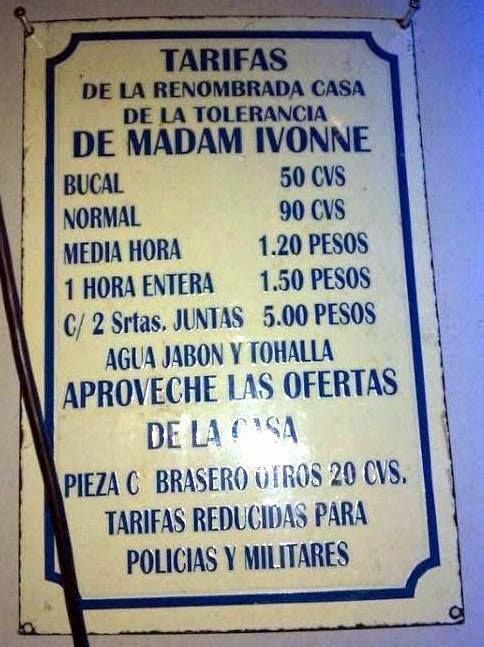 TARIFAS
DE LA RENOMBRADA CASA
DE LA TOLERANCIA
DE MADAM IVONNE
BUCAL 50 CVS
NORMAL 90 CVS
MEDIA HORA 1.20 PESOS
1 HORA ENTERA 1.50 PESOS
C/ 2 Srtas. JUNTAS 5.00 PESOS
AGUA JABON Y TOHALLA
APROVECHE LAS OFERTAS
DE LA CASA
PIEZA C BRASERO OTROS 20 CVS.
TARIFAS REDUCIDAS PARA
POLICIAS Y MILITARES